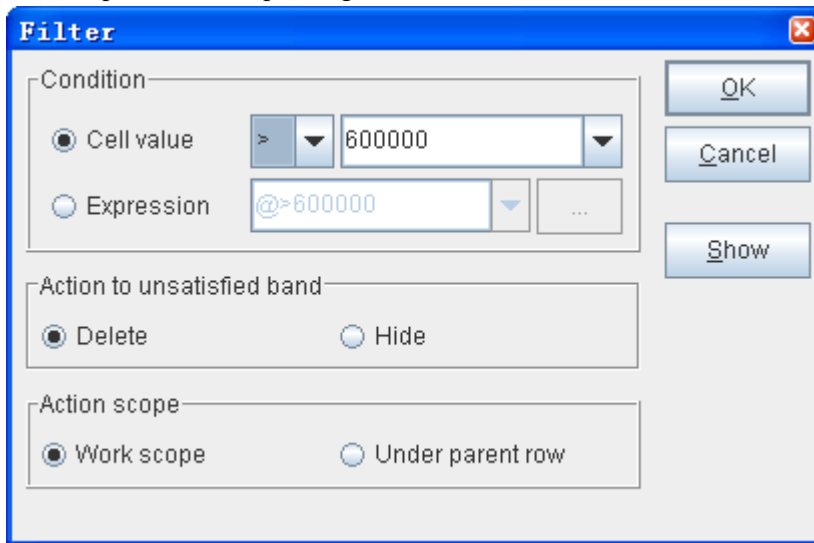 Filter
Condition
OK
Cell value > 600000
Cancel
Expression @>600000 ...
Show
Action to unsatisfied band
Delete Hide
Action scope
Work scope Under parent row